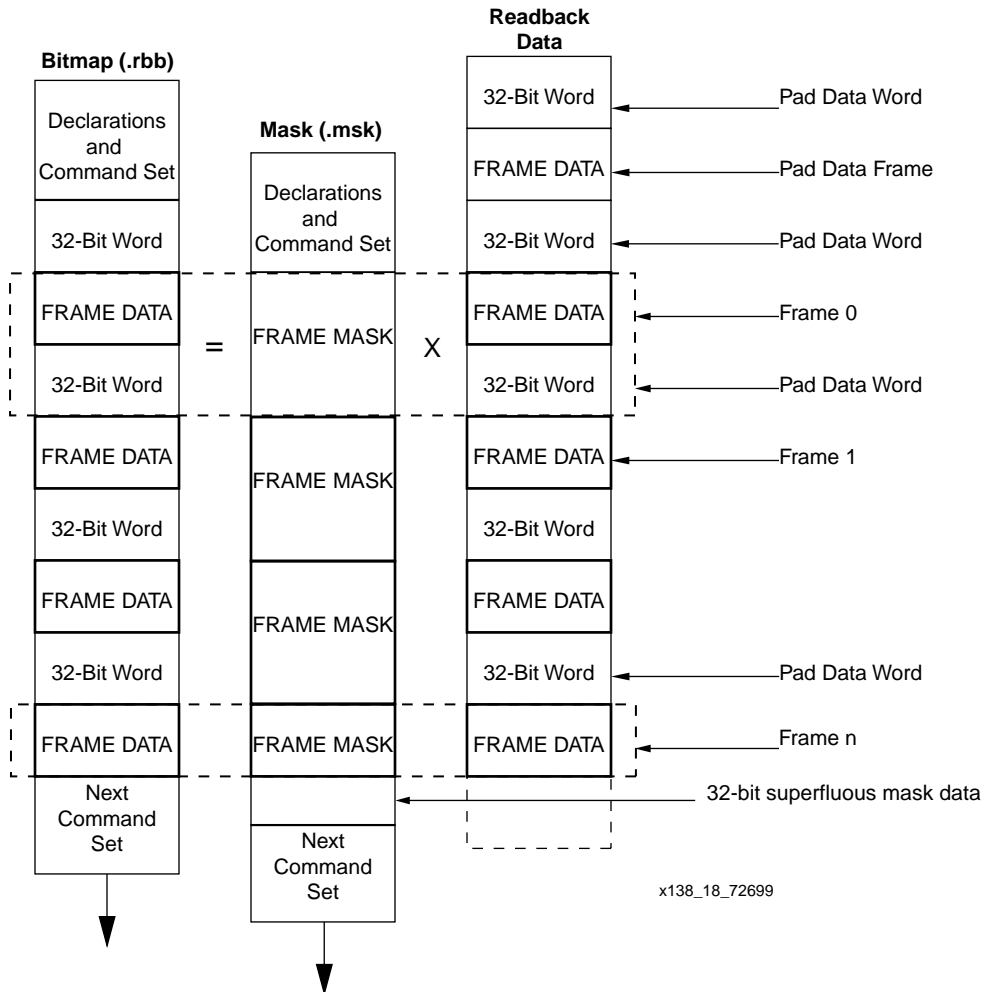 Readback
Data
Bitmap (.rbb)
Mask (.msk)
Declarations
and
Command Set
32-Bit Word
FRAME DATA
32-Bit Word
FRAME DATA
32-Bit Word
FRAME DATA
32-Bit Word
FRAME DATA
Next
Command
Set
=
Declarations
and
Command Set
FRAME MASK
FRAME MASK
FRAME MASK
FRAME MASK
Next
Command
Set
X
32-Bit Word
FRAME DATA
32-Bit Word
FRAME DATA
32-Bit Word
FRAME DATA
32-Bit Word
FRAME DATA
32-Bit Word
FRAME DATA
Pad Data Word
Pad Data Frame
Pad Data Word
Frame 0
Pad Data Word
Frame 1
Pad Data Word
Frame n
32-bit superfluous mask data
x138_18_72699